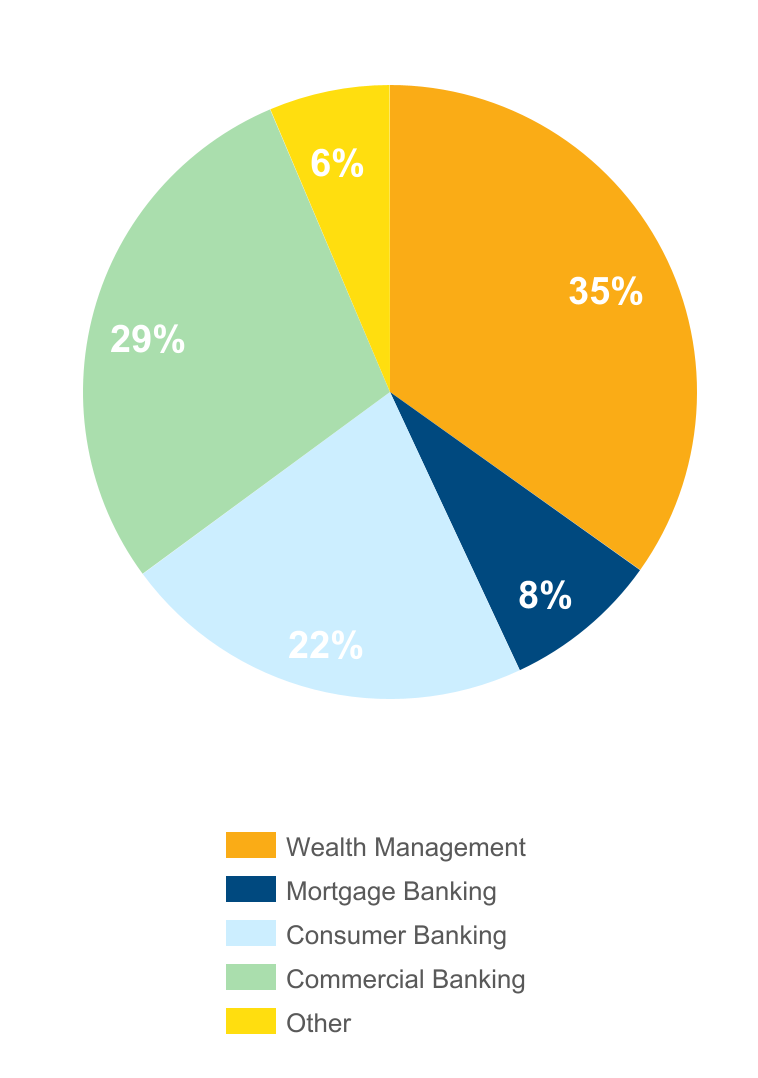 6%
35%
29%
8%
22%
Wealth Management
Mortgage Banking
Consumer Banking
Commercial Banking
Other